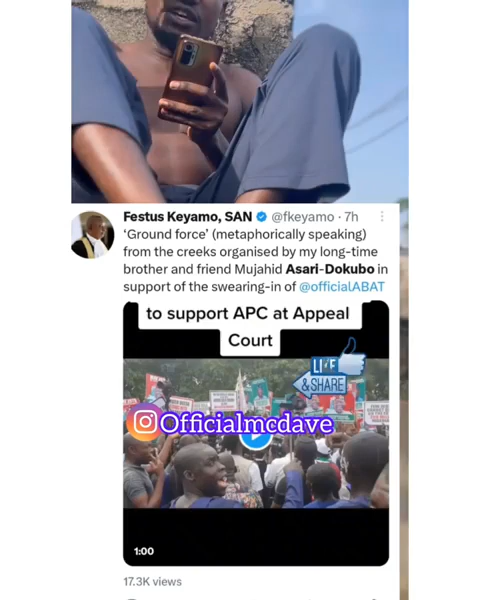 Festus Keyamo, SAN @fkeyamo · 7h
'Ground force' (metaphorically speaking)
from the creeks organised by my long-time
brother and friend Mujahid Asari-Dokubo in
support of the swearing-in of @officialABAT
to support APC at Appeal
Court
LIKE
&SHARE
Officialmcdave
1:00
17.3K views